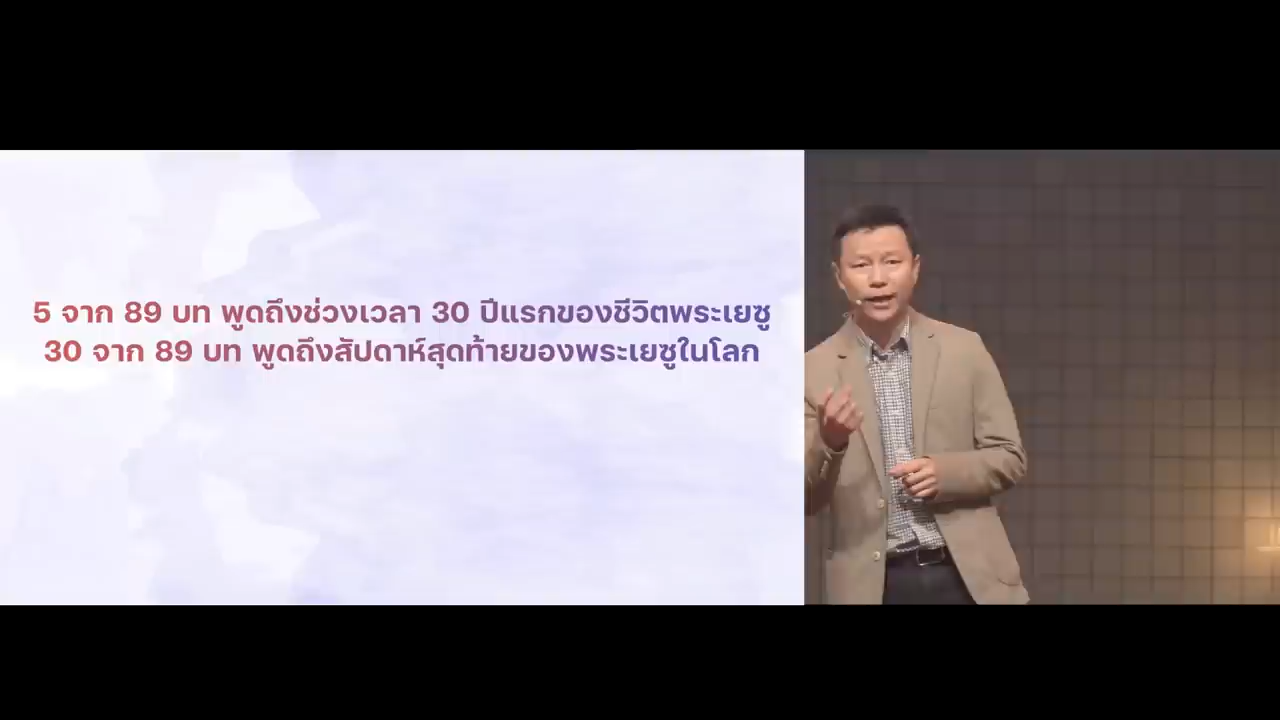 5 จาก 89 บท พูดถึงช่วงเวลา 30 ปีแรกของชีวิตพระเยซู
30 จาก 89 บท พูดถึงสัปดาห์สุดท้ายของพระเยซูในโลก